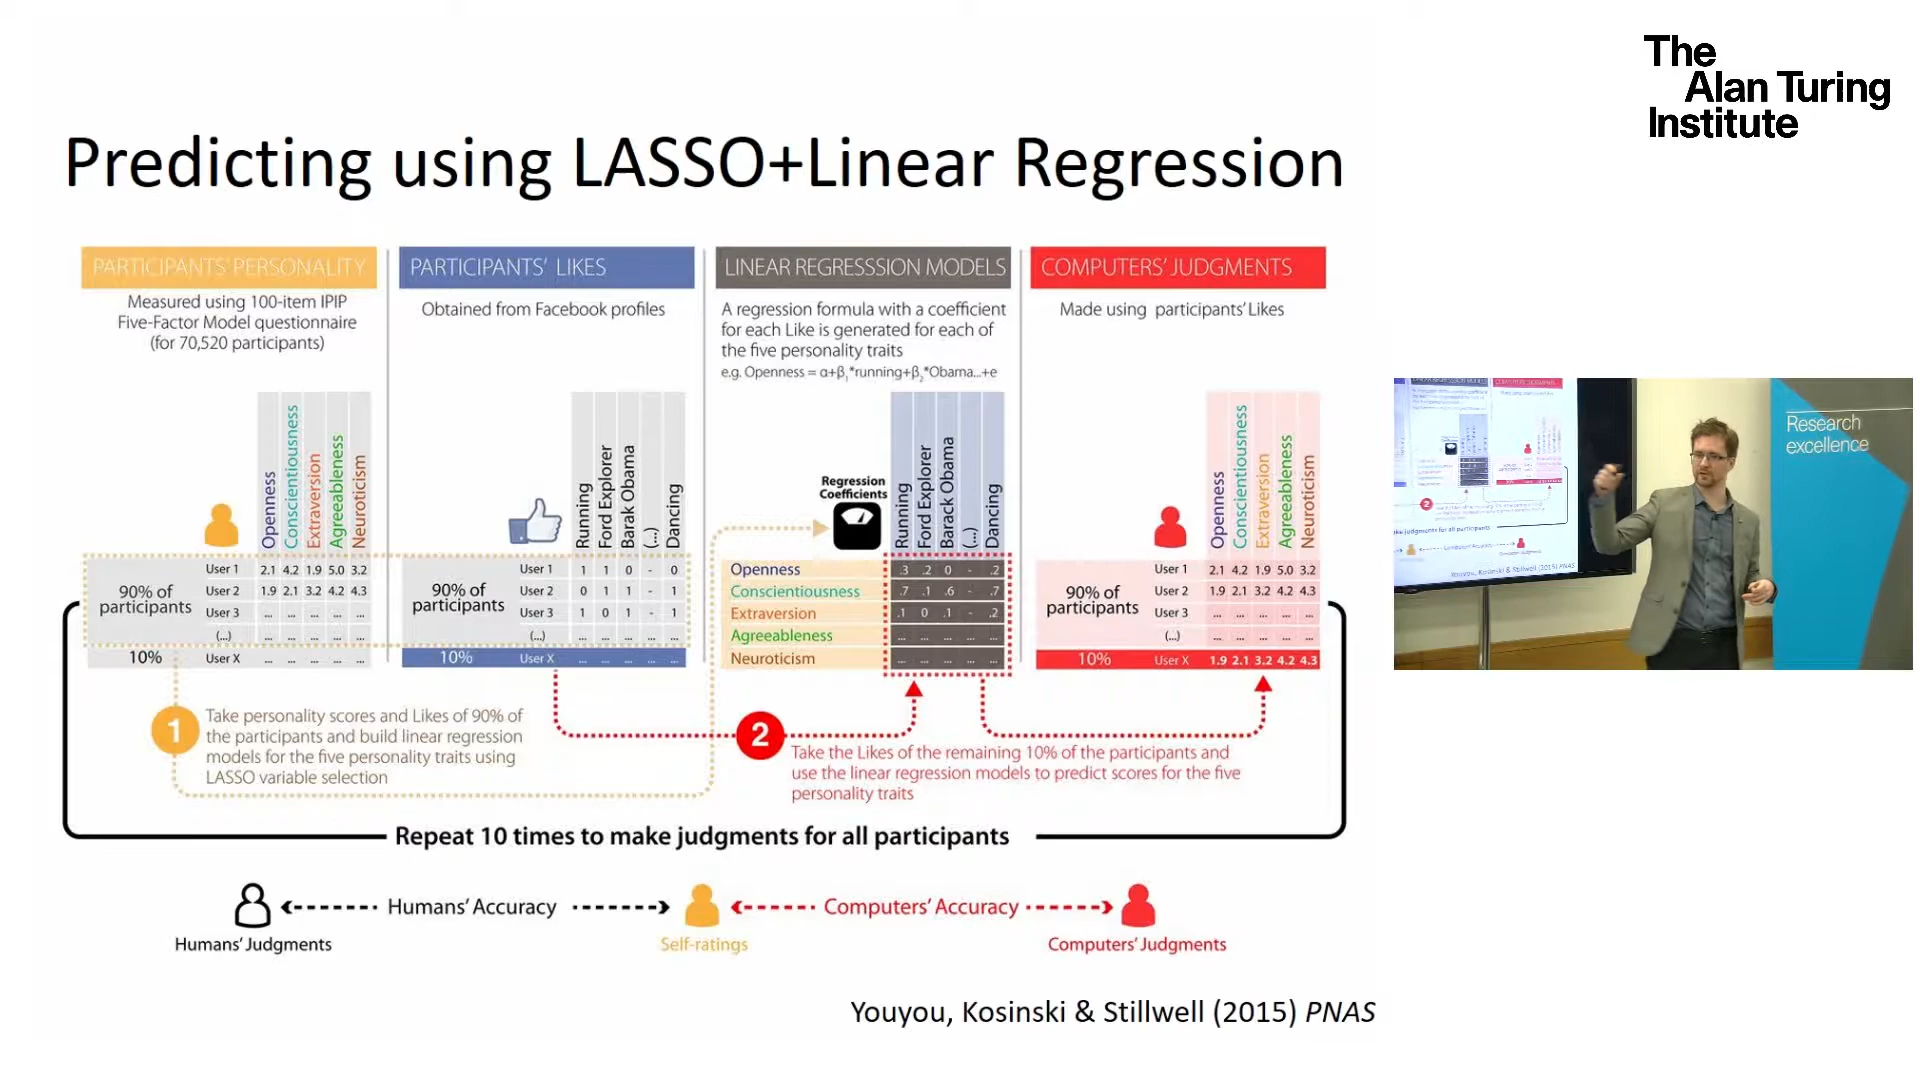 The
Alan Turing
Institute
Predicting using LASSO+Linear Regression
PARTICIPANTS' PERSONALITY
Measured using 100-item IPIP
Five-Factor Model questionnaire
(for 70,520 participants)
Openness
Conscientiousness
Extraversion
Agreeableness
Neuroticism
90% of
participants
User 1 2.1 4.2 1.9 5.0 3.2
User 2 1.9 2.1 3.2 4.2 4.3
User 3 ... ... ... ... ...
(...) ... ... ... ... ...
10% User X ... ... ... ... ...
PARTICIPANTS' LIKES
Obtained from Facebook profiles
Running
Ford Explorer
Barak Obama
(...)
Dancing
90% of
participants
User 1 1 1 0 - 0
User 2 0 1 1 - 1
User 3 1 0 1 - 1
(...) ... ... ... ... ...
10% User X ... ... ... ... ...
LINEAR REGRESSSION MODELS
A regression formula with a coefficient
for each Like is generated for each of
the five personality traits
e.g. Openness = α+β1*running+β2*Obama...+e
Regression
Coefficients
Running
Ford Explorer
Barack Obama
(...)
Dancing
Openness .3 .2 0 - .2
Conscientiousness .7 .1 .6 - .7
Extraversion .1 0 .1 - .2
Agreeableness ... ... ... ... ...
Neuroticism ... ... ... ... ...
COMPUTERS' JUDGMENTS
Made using participants' Likes
Openness
Conscientiousness
Extraversion
Agreeableness
Neuroticism
90% of
participants
User 1 2.1 4.2 1.9 5.0 3.2
User 2 1.9 2.1 3.2 4.2 4.3
User 3 ... ... ... ... ...
(...) ... ... ... ... ...
10% User X 1.9 2.1 3.2 4.2 4.3
1
Take personality scores and Likes of 90% of
the participants and build linear regression
models for the five personality traits using
LASSO variable selection
2
Take the Likes of the remaining 10% of the participants and
use the linear regression models to predict scores for the five
personality traits
Repeat 10 times to make judgments for all participants
Humans' Accuracy
Computers' Accuracy
Humans' Judgments
Self-ratings
Computers' Judgments
Youyou, Kosinski & Stillwell (2015) PNAS
Research
excellence
2
Youyou, Kosinski & Stillwell (2015) PNAS